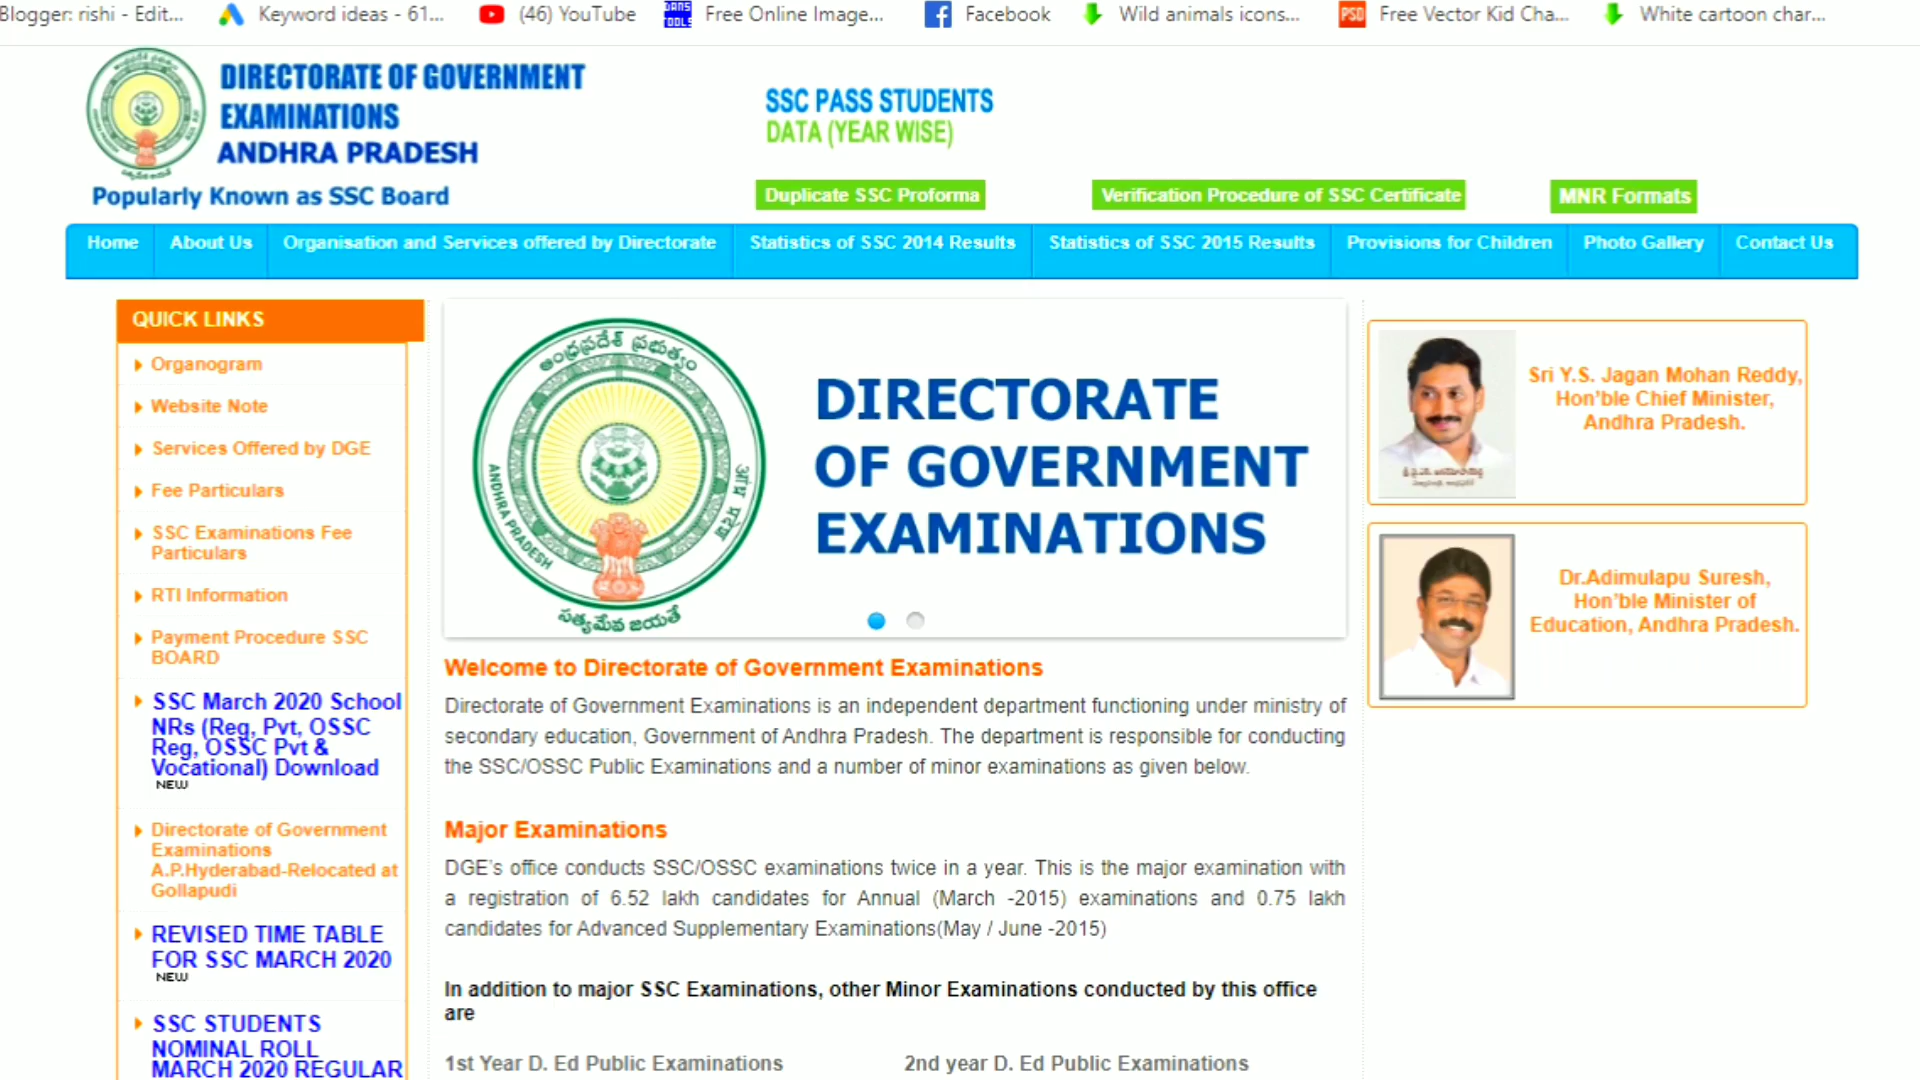 Blogger: rishi - Edit...
Keyword ideas - 61...
(46) YouTube
Free Online Image...
Facebook
Wild animals icons...
PSD
Free Vector Kid Cha...
White cartoon char...
DIRECTORATE OF GOVERNMENT
EXAMINATIONS
ANDHRA PRADESH
Popularly Known as SSC Board
SSC PASS STUDENTS
DATA (YEAR WISE)
Duplicate SSC Proforma
Verification Procedure of SSC Certificate
MNR Formats
Home
About Us
Organisation and Services offered by Directorate
Statistics of SSC 2014 Results
Statistics of SSC 2015 Results
Provisions for Children
Photo Gallery
Contact Us
QUICK LINKS
Organogram
Website Note
Services Offered by DGE
Fee Particulars
SSC Examinations Fee
Particulars
RTI Information
Payment Procedure SSC
BOARD
SSC March 2020 School
NRs (Reg, Pvt, OSSC
Reg, OSSC Pvt &
Vocational) Download
NEW
Directorate of Government
Examinations
A.P.Hyderabad-Relocated at
Gollapudi
REVISED TIME TABLE
FOR SSC MARCH 2020
NEW
SSC STUDENTS
NOMINAL ROLL
MARCH 2020 REGULAR
ఆంధ్రప్రదేశ్ ప్రభుత్వం
ANDHRA PRADESH
आंध्र प्रदेश
సత్యమేవ జయతే
DIRECTORATE
OF GOVERNMENT
EXAMINATIONS
Welcome to Directorate of Government Examinations
Directorate of Government Examinations is an independent department functioning under ministry of
secondary education, Government of Andhra Pradesh. The department is responsible for conducting
the SSC/OSSC Public Examinations and a number of minor examinations as given below.
Major Examinations
DGE's office conducts SSC/OSSC examinations twice in a year. This is the major examination with
a registration of 6.52 lakh candidates for Annual (March -2015) examinations and 0.75 lakh
candidates for Advanced Supplementary Examinations(May / June -2015)
In addition to major SSC Examinations, other Minor Examinations conducted by this office
are
1st Year D. Ed Public Examinations
2nd year D. Ed Public Examinations
Sri Y.S. Jagan Mohan Reddy,
Hon'ble Chief Minister,
Andhra Pradesh.
Dr.Adimulapu Suresh,
Hon'ble Minister of
Education, Andhra Pradesh.